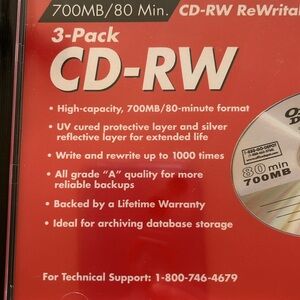 700MB/80 Min. CD-RW ReWrita
3-Pack
CD-RW
• High-capacity, 700MB/80-minute format
• UV cured protective layer and silver
reflective layer for extended life
• Write and rewrite up to 1000 times
• All grade "A" quality for more
reliable backups
• Backed by a Lifetime Warranty
• Ideal for archiving database storage
For Technical Support: 1-800-746-4679
80 min
700MB